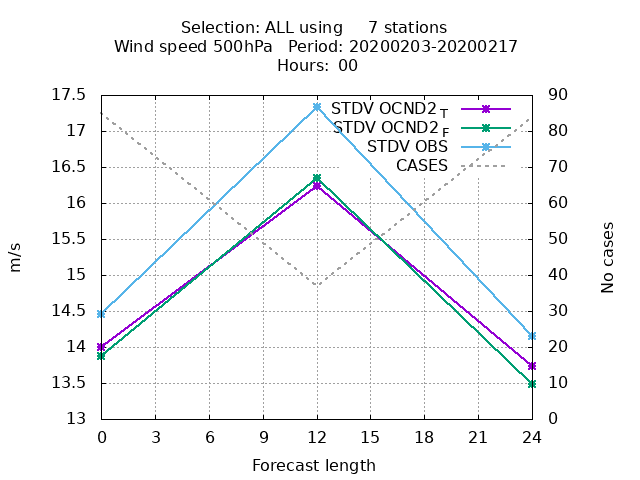 Selection: ALL using     7 stations
Wind speed 500hPa   Period: 20200203-20200217
Hours:  00
17.5
17
16.5
16
15.5
15
14.5
14
13.5
13
90
80
70
60
50
40
30
20
10
0
STDV OCND2 T
STDV OCND2 F
STDV OBS
CASES
m/s
No cases
0 3 6 9 12 15 18 21 24
Forecast length